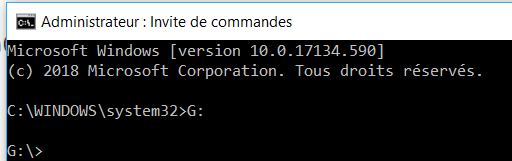 Administrateur : Invite de commandes
Microsoft Windows [version 10.0.17134.590]
(c) 2018 Microsoft Corporation. Tous droits réservés.
C:\WINDOWS\system32>G:
G:\>